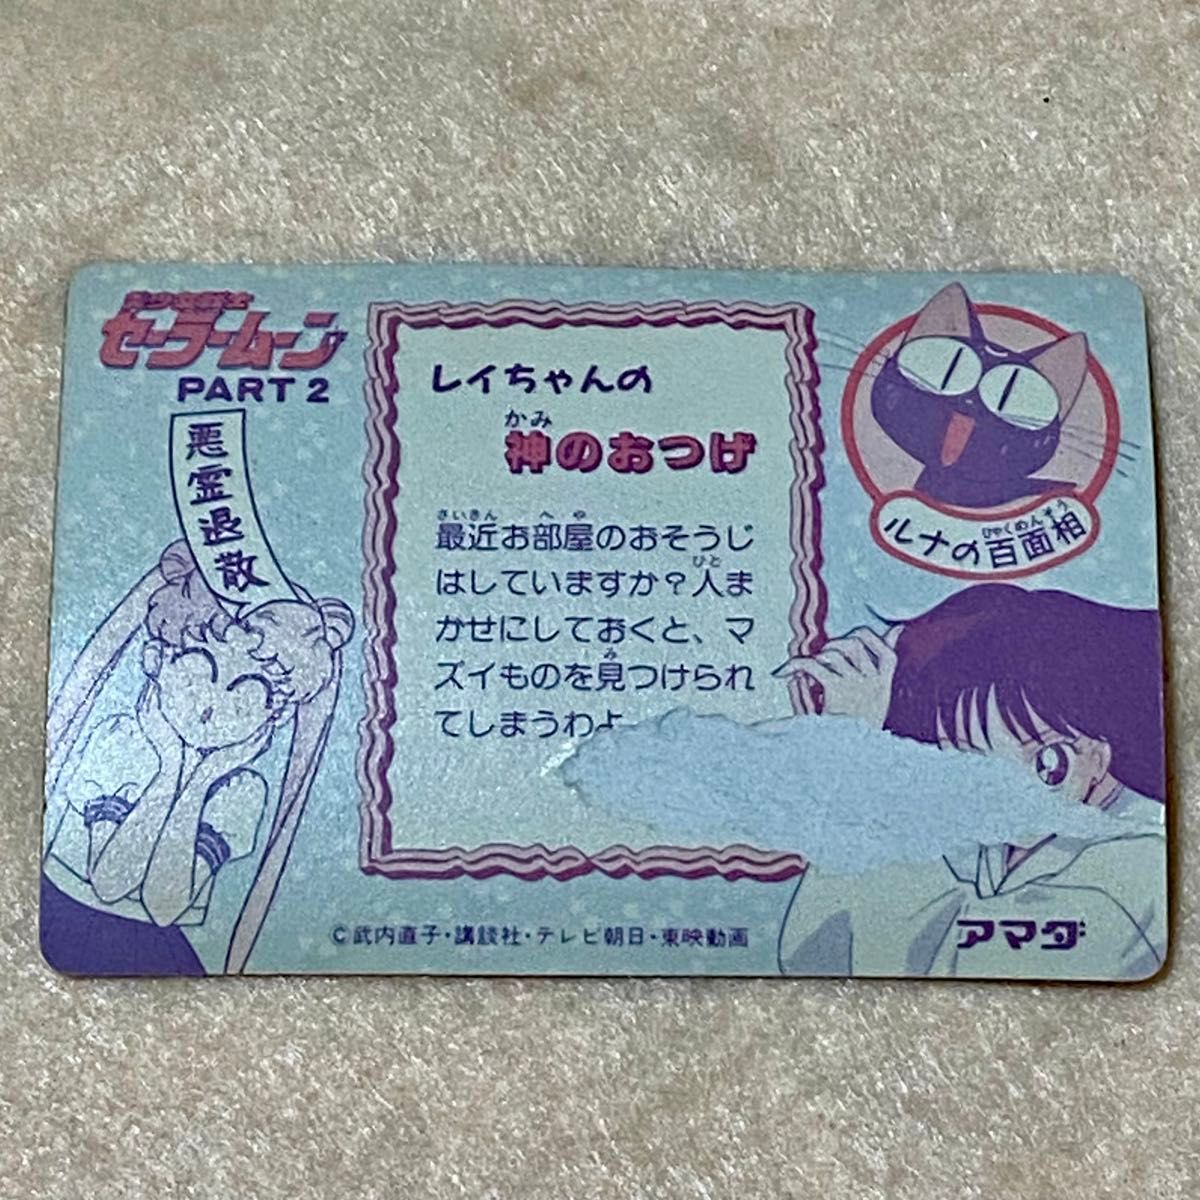 美少女戦士
セーラームーン
PART 2
悪霊退散
レイちゃんの
かみ
神のおつげ
さいきん へや
最近お部屋のおそうじ
ひと
はしていますか？人ま
かせにしておくと、マ
み
ズイものを見つけられ
てしまうわよ
ルナの百面相
ひゃくめんそう
©武内直子・講談社・テレビ朝日・東映動画
アマダ